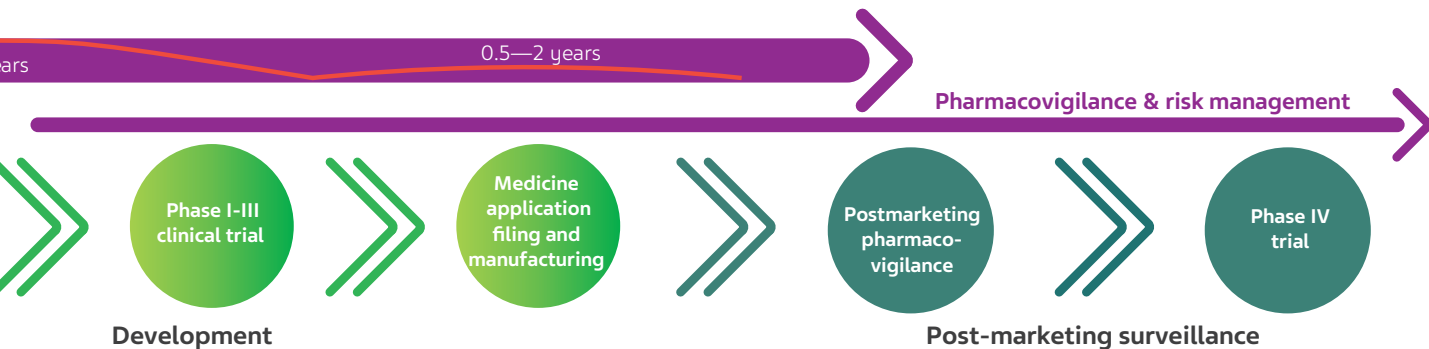 0.5—2 years
Pharmacovigilance & risk management
Phase I-III
clinical trial
Medicine
application
filing and
manufacturing
Postmarketing
pharmaco-
vigilance
Phase IV
trial
Development
Post-marketing surveillance